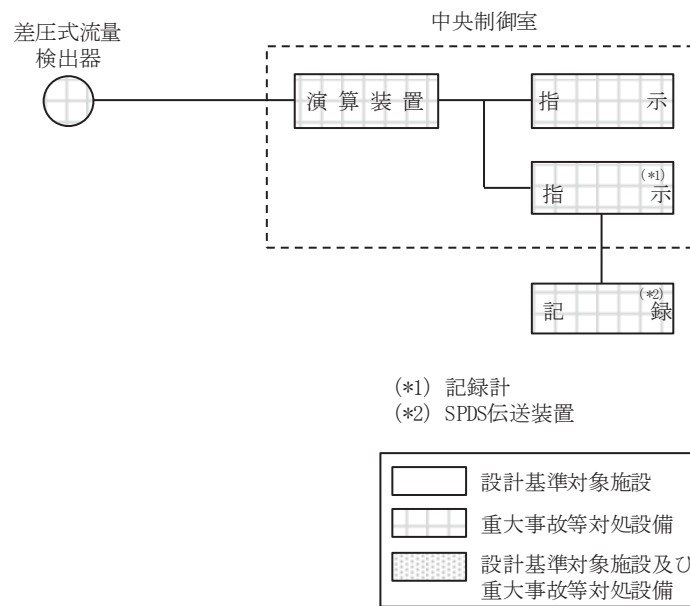 中央制御室
差圧式流量
検出器
演算装置
指示
指示(*1)
記録(*2)
(*1) 記録計
(*2) SPDS伝送装置
設計基準対象施設
重大事故等対処設備
設計基準対象施設及び
重大事故等対処設備